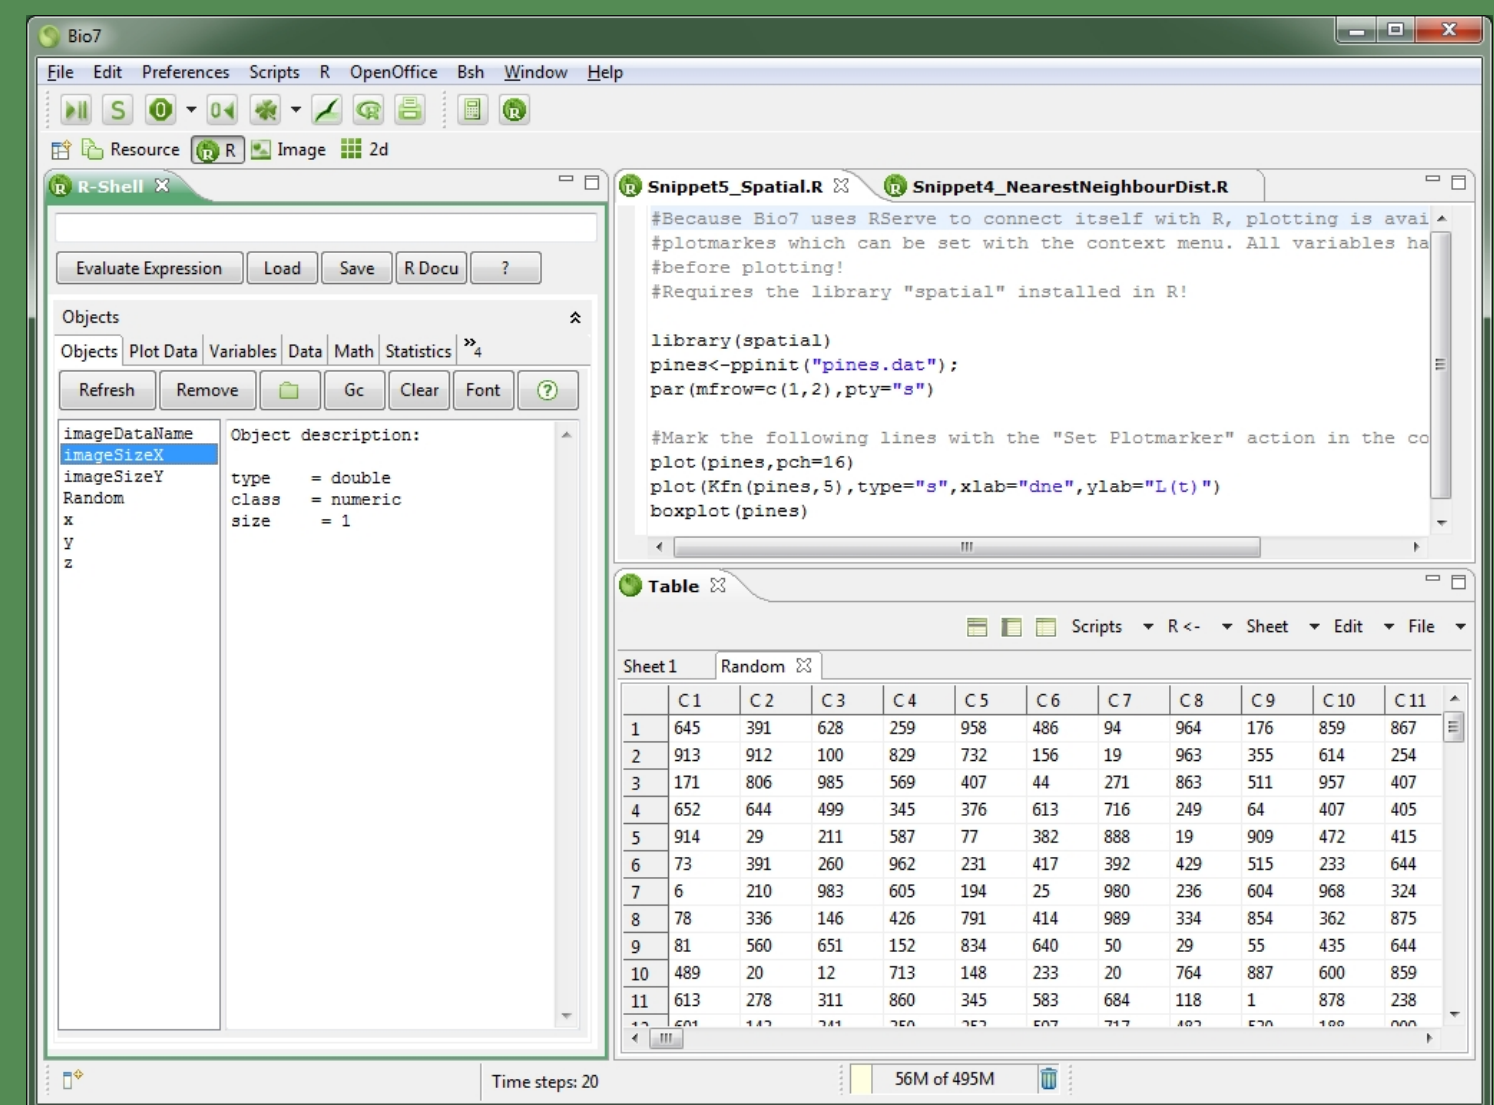 Bio7
File Edit Preferences Scripts R OpenOffice Bsh Window Help
Resource R Image 2d
R-Shell
Evaluate Expression Load Save R Docu ?
Objects
Objects Plot Data Variables Data Math Statistics »4
Refresh Remove Gc Clear Font ?
imageDataName
imageSizeX
imageSizeY
Random
x
y
z
Object description:
type = double
class = numeric
size = 1
Snippet5_Spatial.R Snippet4_NearestNeighbourDist.R
#Because Bio7 uses RServe to connect itself with R, plotting is avai
#plotmarkes which can be set with the context menu. All variables ha
#before plotting!
#Requires the library "spatial" installed in R!
library(spatial)
pines<-ppinit("pines.dat");
par(mfrow=c(1,2),pty="s")
#Mark the following lines with the "Set Plotmarker" action in the co
plot(pines,pch=16)
plot(Kfn(pines,5),type="s",xlab="dne",ylab="L(t)")
boxplot(pines)
Table
Scripts R <- Sheet Edit File
Sheet 1 Random
C 1 C 2 C 3 C 4 C 5 C 6 C 7 C 8 C 9 C 10 C 11
1 645 391 628 259 958 486 94 964 176 859 867
2 913 912 100 829 732 156 19 963 355 614 254
3 171 806 985 569 407 44 271 863 511 957 407
4 652 644 499 345 376 613 716 249 64 407 405
5 914 29 211 587 77 382 888 19 909 472 415
6 73 391 260 962 231 417 392 429 515 233 644
7 6 210 983 605 194 25 980 236 604 968 324
8 78 336 146 426 791 414 989 334 854 362 875
9 81 560 651 152 834 640 50 29 55 435 644
10 489 20 12 713 148 233 20 764 887 600 859
11 613 278 311 860 345 583 684 118 1 878 238
Time steps: 20 56M of 495M